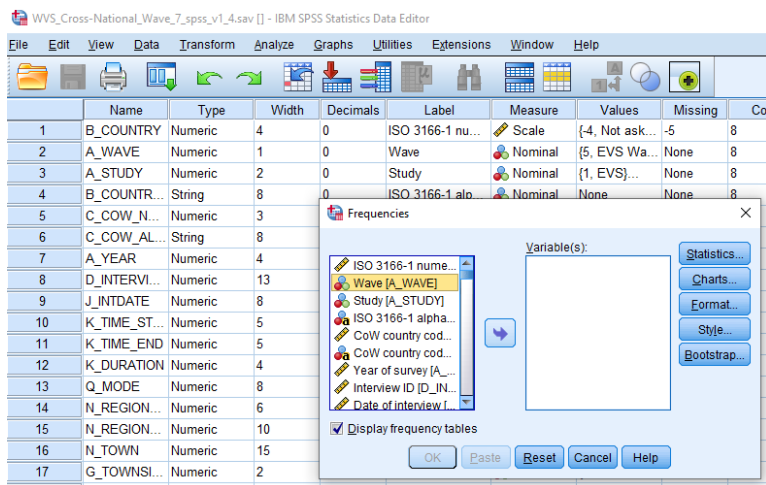 WVS_Cross-National_Wave_7_spss_v1_4.sav [] - IBM SPSS Statistics Data Editor
File Edit View Data Transform Analyze Graphs Utilities Extensions Window Help
Name Type Width Decimals Label Measure Values Missing Co
1 B_COUNTRY Numeric 4 0 ISO 3166-1 nu... Scale {-4, Not ask... -5 8
2 A_WAVE Numeric 1 0 Wave Nominal {5, EVS Wa... None 8
3 A_STUDY Numeric 2 0 Study Nominal {1, EVS}... None 8
4 B_COUNTR... String 8 0 ISO 3166-1 alp... Nominal None None 8
5 C_COW_N... Numeric 3
6 C_COW_AL... String 8
7 A_YEAR Numeric 4
8 D_INTERVI... Numeric 13
9 J_INTDATE Numeric 8
10 K_TIME_ST... Numeric 5
11 K_TIME_END Numeric 5
12 K_DURATION Numeric 4
13 Q_MODE Numeric 8
14 N_REGION... Numeric 6
15 N_REGION... Numeric 10
16 N_TOWN Numeric 15
17 G_TOWNSI... Numeric 2
Frequencies
Variable(s):
ISO 3166-1 nume...
Wave [A_WAVE]
Study [A_STUDY]
ISO 3166-1 alpha...
CoW country cod...
CoW country cod...
Year of survey [A_...
Interview ID [D_IN...
Date of interview [...
Statistics...
Charts...
Format...
Style...
Bootstrap...
Display frequency tables
OK Paste Reset Cancel Help